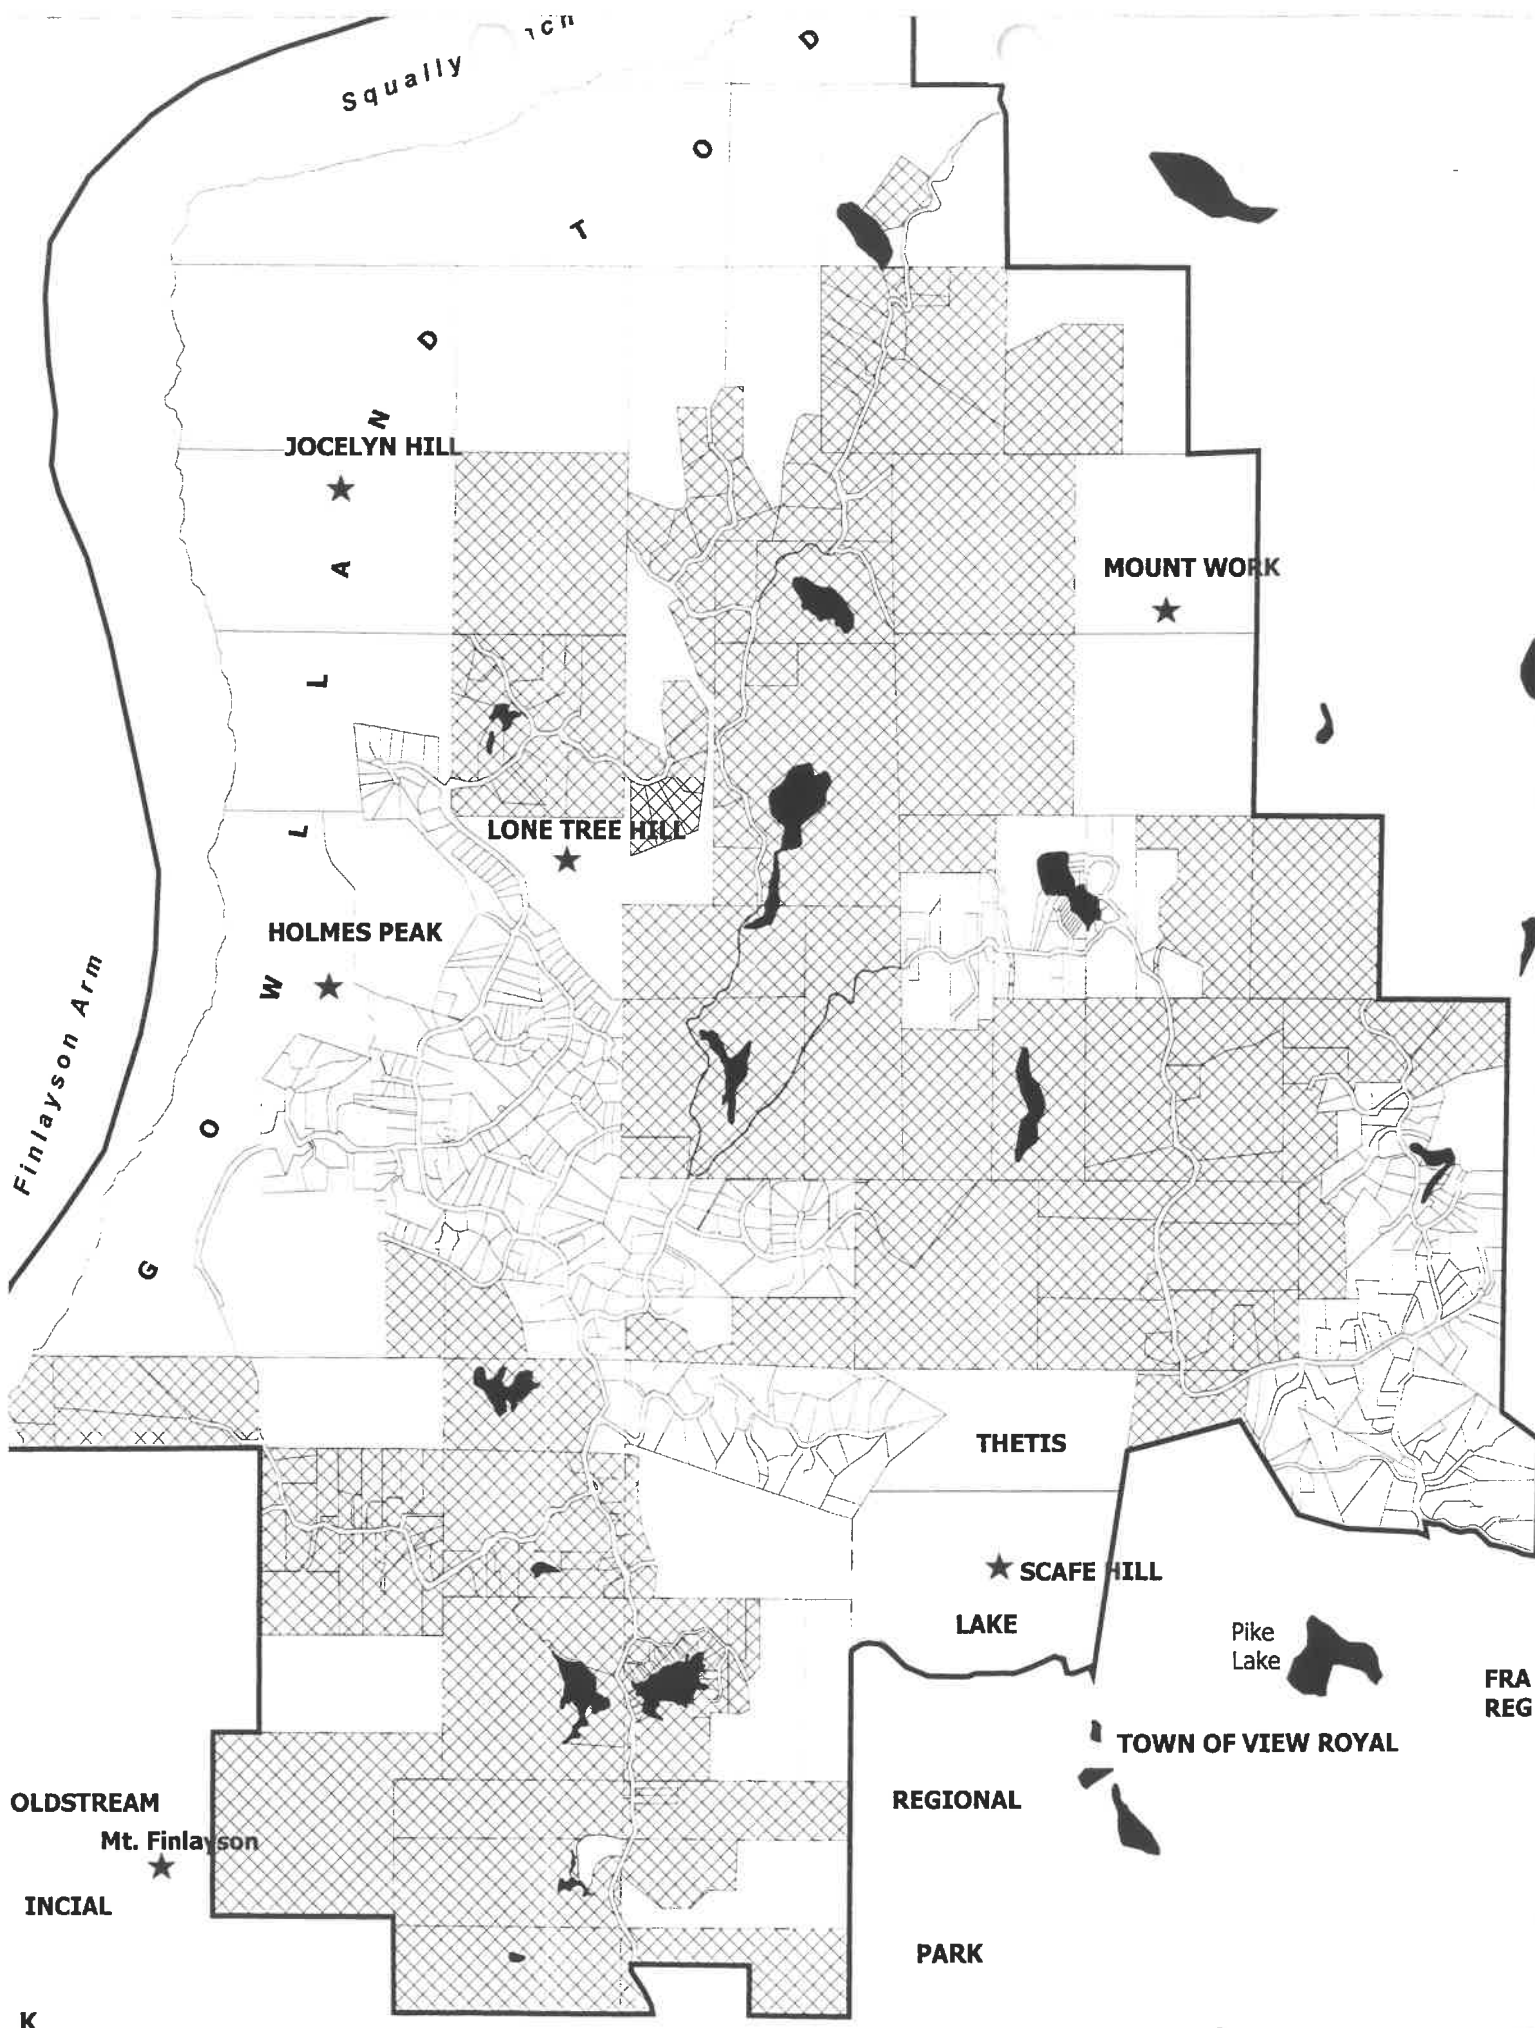 Squally
D
O
T
D
N
JOCELYN HILL
A
MOUNT WORK
L
L
LONE TREE HILL
HOLMES PEAK
W
Finlayson Arm
O
G
THETIS
SCAFE HILL
LAKE
Pike
Lake
FRA
REG
TOWN OF VIEW ROYAL
OLDSTREAM
REGIONAL
Mt. Finlayson
INCIAL
PARK
K